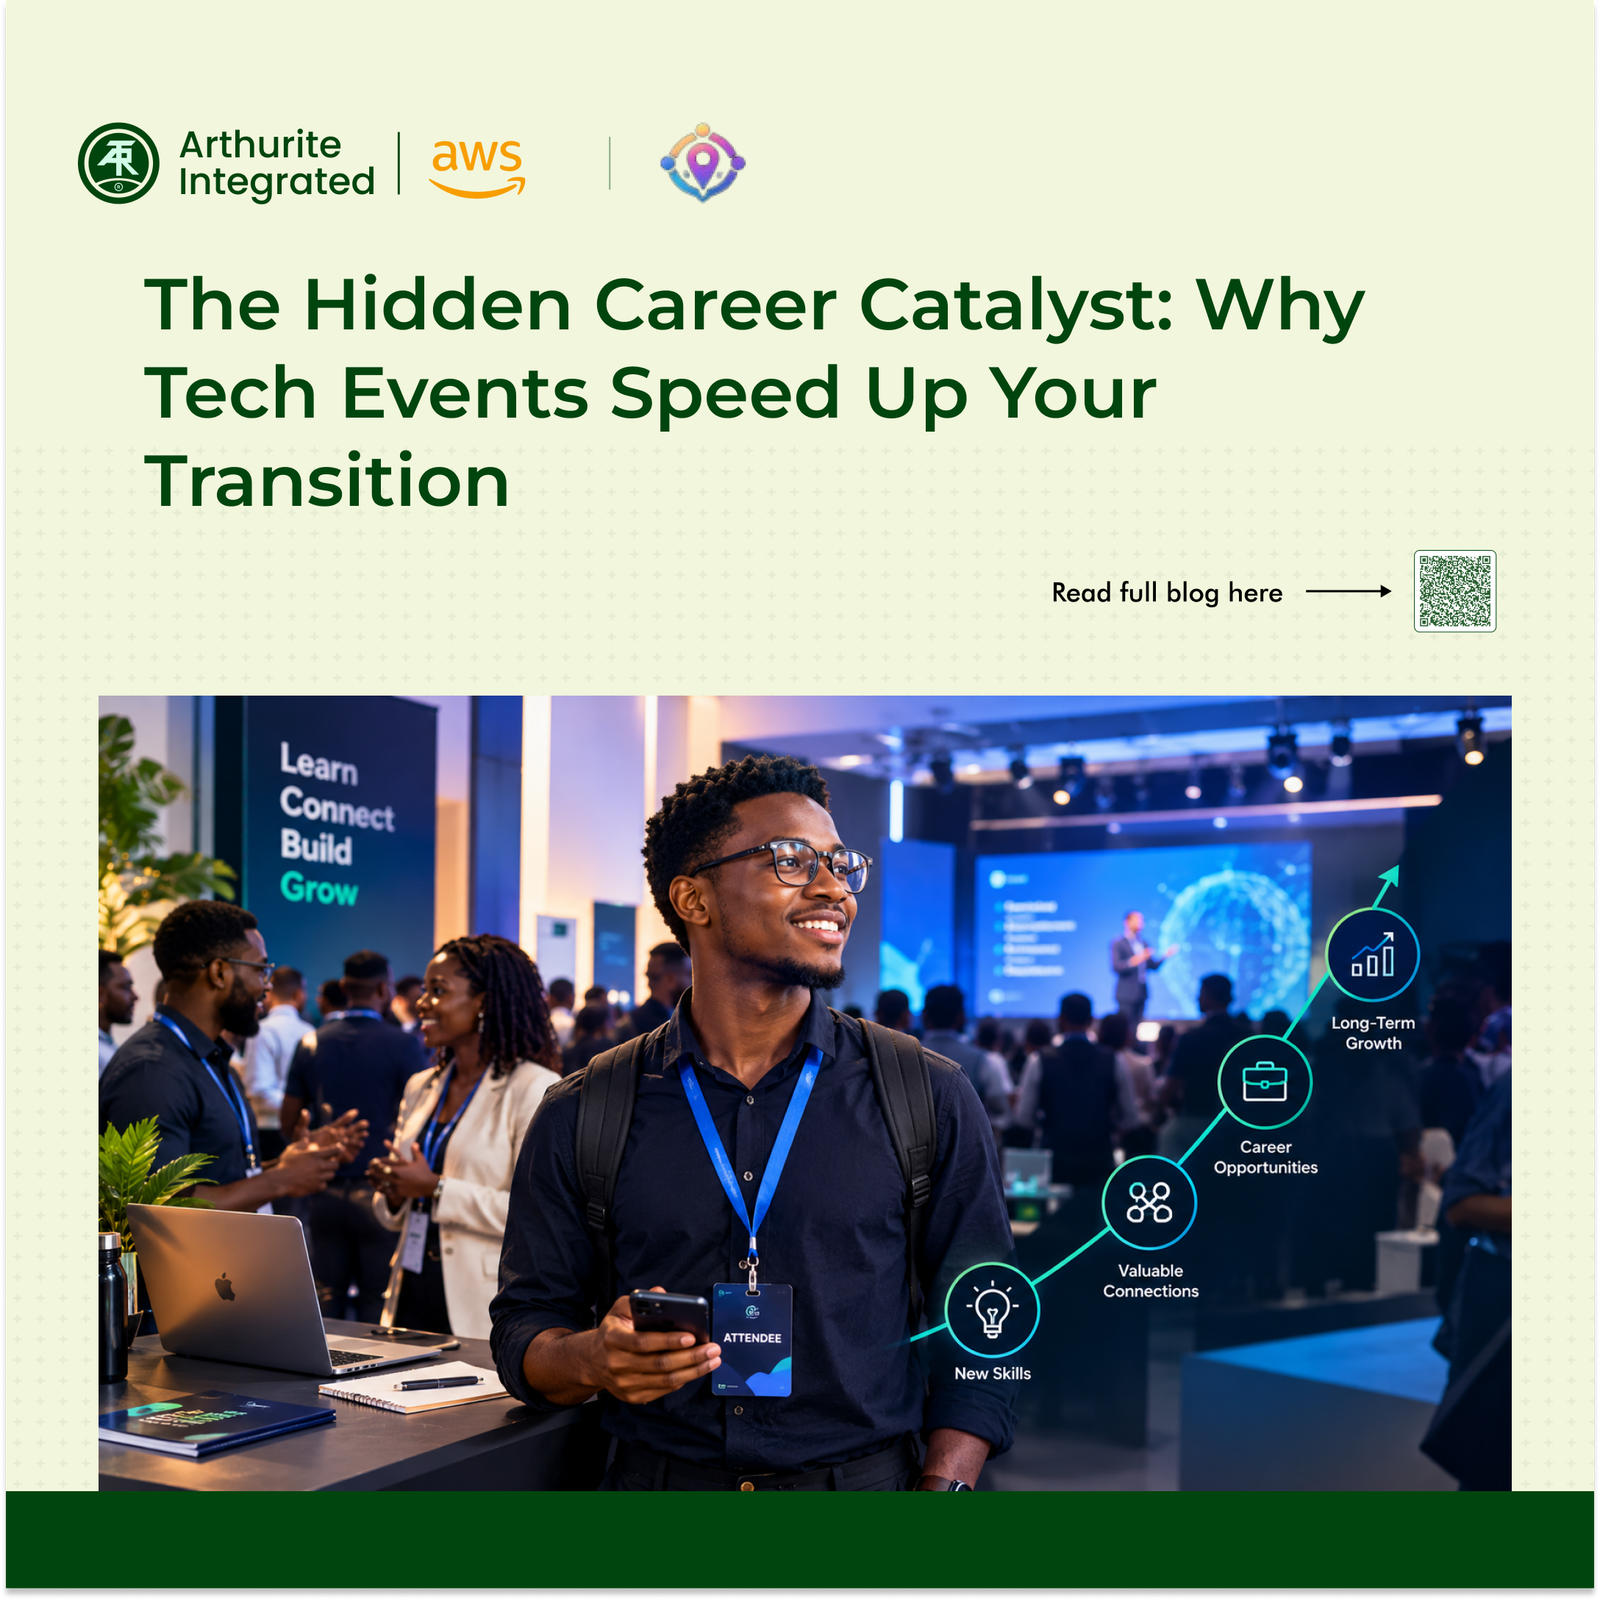 Arthurite
Integrated
aws
The Hidden Career Catalyst: Why
Tech Events Speed Up Your
Transition
Read full blog here
Learn
Connect
Build
Grow
Long-Term
Growth
Career
Opportunities
Valuable
Connections
New Skills
ATTENDEE